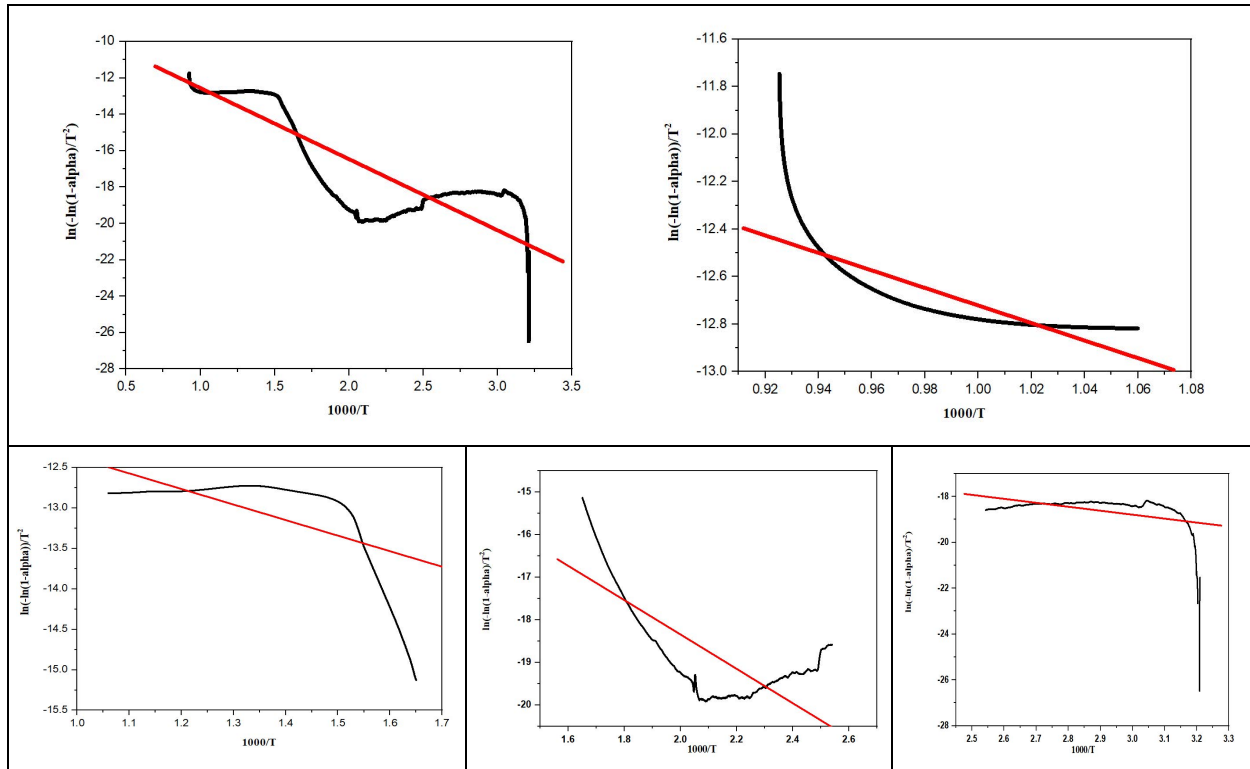 -10
-12
-14
-16
-18
-20
-22
-24
-26
-28
ln(-ln(1-alpha)/T²)
0.5 1.0 1.5 2.0 2.5 3.0 3.5
1000/T
-11.6
-11.8
-12.0
-12.2
-12.4
-12.6
-12.8
-13.0
ln(-ln(1-alpha))/T²
0.92 0.94 0.96 0.98 1.00 1.02 1.04 1.06 1.08
1000/T
-12.5
-13.0
-13.5
-14.0
-14.5
-15.0
-15.5
ln(-ln(1-alpha))/T²
1.0 1.1 1.2 1.3 1.4 1.5 1.6 1.7
1000/T
-15
-16
-17
-18
-19
-20
ln(-ln(1-alpha)/T²)
1.6 1.8 2.0 2.2 2.4 2.6
1000/T
-18
-20
-22
-24
-26
-28
ln(-ln(1-alpha)/T²)
2.5 2.6 2.7 2.8 2.9 3.0 3.1 3.2 3.3
1000/T